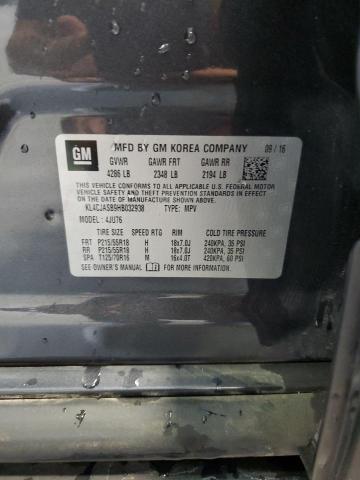 GM
MFD BY GM KOREA COMPANY 09/16
GVWR GAWR FRT GAWR RR
4286 LB 2348 LB 2194 LB
THIS VEHICLE CONFORMS TO ALL APPLICABLE U.S. FEDERAL MOTOR
VEHICLE SAFETY AND THEFT PREVENTION STANDARDS IN EFFECT
ON THE DATE OF MANUFACTURE SHOWN ABOVE.
KL4CJASB9HB032938 TYPE: MPV
MODEL: 4JU76
TIRE SIZE SPEED RTG RIM COLD TIRE PRESSURE
FRT P215/55R18 H 18x7.0J 240KPA, 35 PSI
RR P215/55R18 H 18x7.0J 240KPA, 35 PSI
SPA T125/70R16 M 16x4.0T 420KPA, 60 PSI
SEE OWNER'S MANUAL FOR ADDITIONAL INFORMATION.